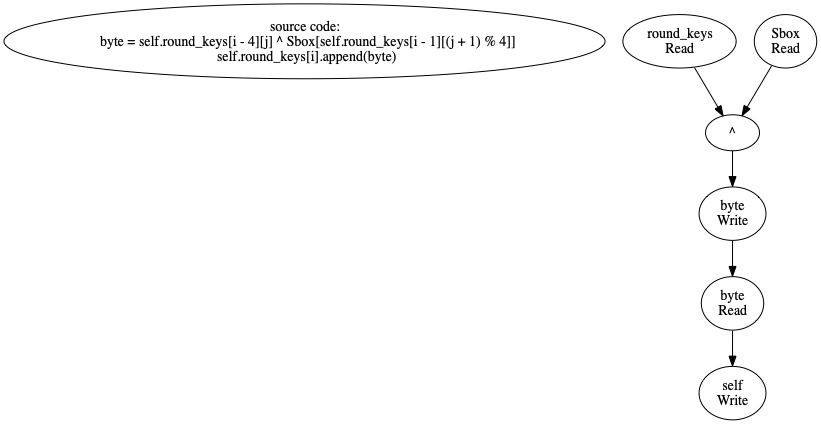 source code:
byte = self.round_keys[i - 4][j] ^ Sbox[self.round_keys[i - 1][(j + 1) % 4]]
self.round_keys[i].append(byte)
round_keys
Read
Sbox
Read
^
byte
Write
byte
Read
self
Write